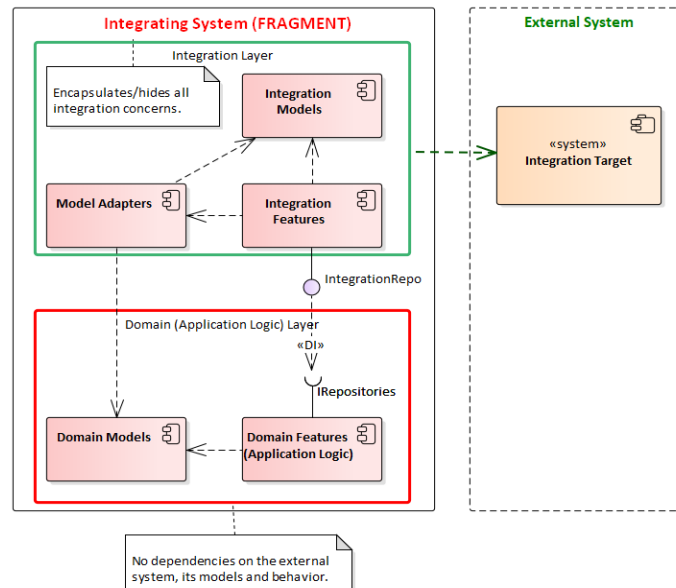 Integrating System (FRAGMENT)
External System
Integration Layer
Encapsulates/hides all
integration concerns.
Integration
Models
«system»
Integration Target
Model Adapters
Integration
Features
IntegrationRepo
Domain (Application Logic) Layer
«DI»
IRepositories
Domain Models
Domain Features
(Application Logic)
No dependencies on the external
system, its models and behavior.